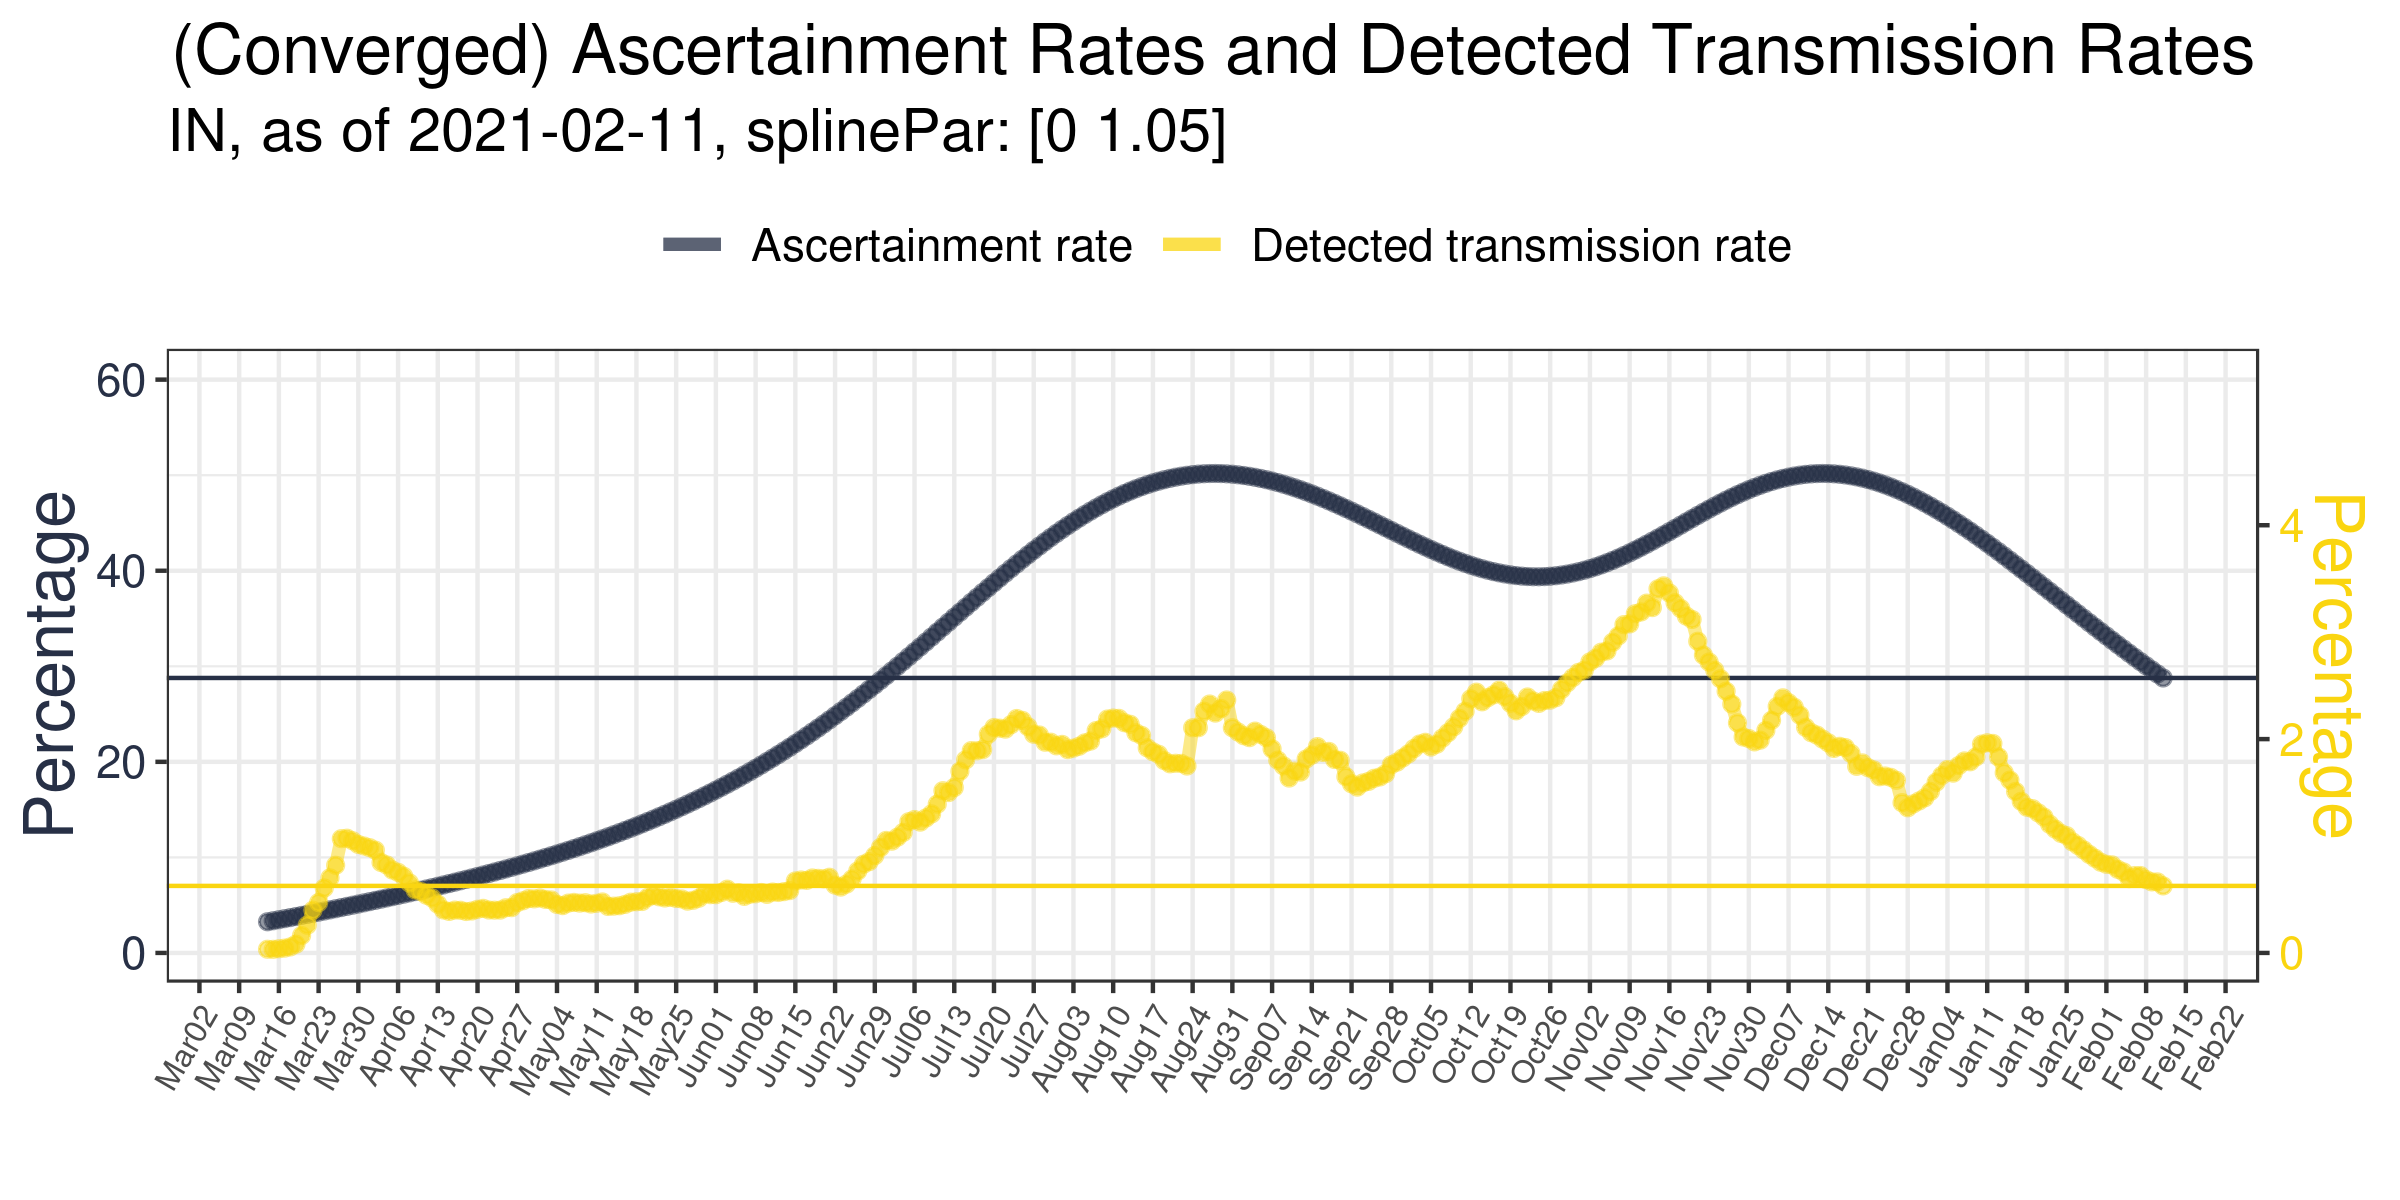 (Converged) Ascertainment Rates and Detected Transmission Rates
IN, as of 2021-02-11, splinePar: [0 1.05]
Ascertainment rate
Detected transmission rate
Percentage
60
40
20
0
4
2
0
Percentage
Mar02
Mar09
Mar16
Mar23
Mar30
Apr06
Apr13
Apr20
Apr27
May04
May11
May18
May25
Jun01
Jun08
Jun15
Jun22
Jun29
Jul06
Jul13
Jul20
Jul27
Aug03
Aug10
Aug17
Aug24
Aug31
Sep07
Sep14
Sep21
Sep28
Oct05
Oct12
Oct19
Oct26
Nov02
Nov09
Nov16
Nov23
Nov30
Dec07
Dec14
Dec21
Dec28
Jan04
Jan11
Jan18
Jan25
Feb01
Feb08
Feb15
Feb22